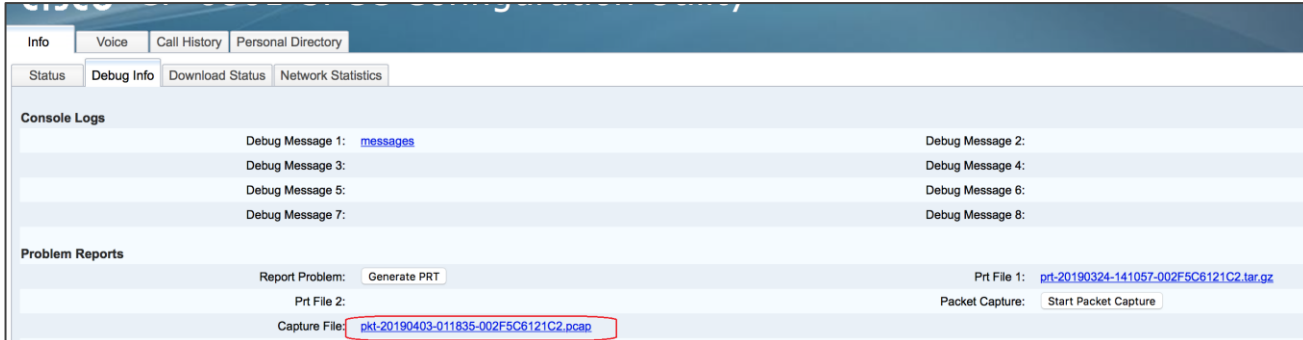 Info Voice Call History Personal Directory
Status Debug Info Download Status Network Statistics
Console Logs
Debug Message 1: messages Debug Message 2:
Debug Message 3: Debug Message 4:
Debug Message 5: Debug Message 6:
Debug Message 7: Debug Message 8:
Problem Reports
Report Problem: Generate PRT Prt File 1: prt-20190324-141057-002F5C6121C2.tar.gz
Prt File 2: Packet Capture: Start Packet Capture
Capture File: pkt-20190403-011835-002F5C6121C2.pcap